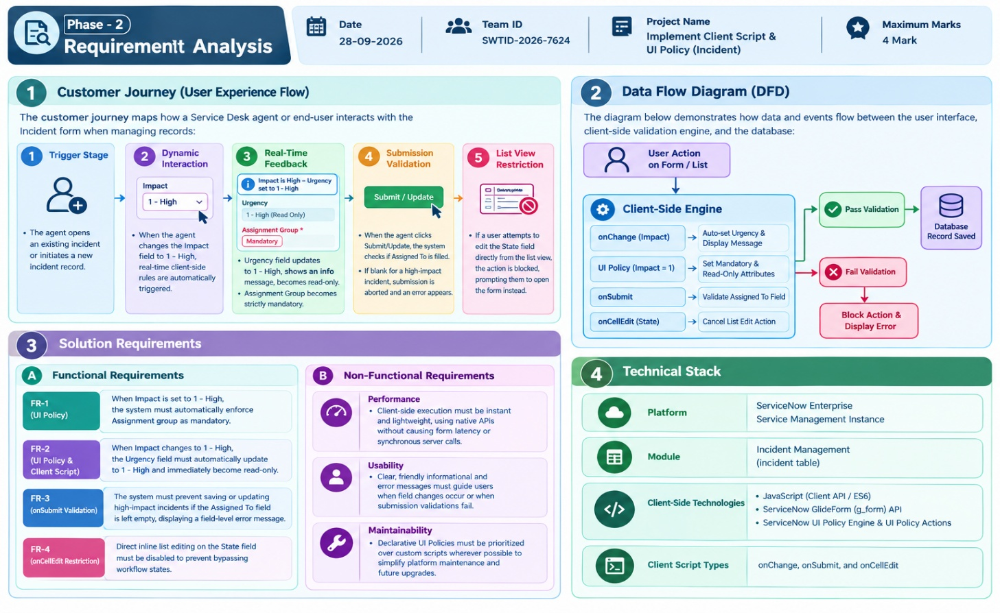 Phase - 2
Requirementt Analysis
Date
28-09-2026
Team ID
SWTID-2026-7624
Project Name
Implement Client Script &
UI Policy (Incident)
Maximum Marks
4 Mark
1 Customer Journey (User Experience Flow)
The customer journey maps how a Service Desk agent or end-user interacts with the
Incident form when managing records:
1 Trigger Stage
• The agent opens
an existing incident
or initiates a new
incident record.
2 Dynamic
Interaction
Impact
1 - High
• When the agent
changes the Impact
field to 1 - High,
real-time client-side
rules are automatically
triggered.
3 Real-Time
Feedback
i Impact is High – Urgency
set to 1 - High
Urgency
1 - High (Read Only)
Assignment Group *
Mandatory
• Urgency field updates
to 1 - High, shows an info
message, becomes read-only.
• Assignment Group becomes
strictly mandatory.
4 Submission
Validation
Submit / Update
• When the agent clicks
Submit/Update, the system
checks if Assigned To is filled.
• If blank for a high-impact
incident, submission is
aborted and an error appears.
5 List View
Restriction
• If a user attempts to
edit the State field
directly from the list view,
the action is blocked,
prompting them to open
the form instead.
2 Data Flow Diagram (DFD)
The diagram below demonstrates how data and events flow between the user interface,
client-side validation engine, and the database:
User Action
on Form / List
Client-Side Engine
onChange (Impact)
Auto-set Urgency &
Display Message
UI Policy (Impact = 1)
Set Mandatory &
Read-Only Attributes
onSubmit
Validate Assigned To Field
onCellEdit (State)
Cancel List Edit Action
Pass Validation
Database
Record Saved
Fail Validation
Block Action &
Display Error
3 Solution Requirements
A Functional Requirements
FR-1
(UI Policy)
When Impact is set to 1 - High,
the system must automatically enforce
Assignment group as mandatory.
FR-2
(UI Policy &
Client Script)
When Impact changes to 1 - High,
the Urgency field must automatically update
to 1 - High and immediately become read-only.
FR-3
(onSubmit Validation)
The system must prevent saving or updating
high-impact incidents if the Assigned To field
is left empty, displaying a field-level error message.
FR-4
(onCellEdit Restriction)
Direct inline list editing on the State field
must be disabled to prevent bypassing
workflow states.
B Non-Functional Requirements
Performance
• Client-side execution must be instant
and lightweight, using native APIs
without causing form latency or
synchronous server calls.
Usability
• Clear, friendly informational and
error messages must guide users
when field changes occur or when
submission validations fail.
Maintainability
• Declarative UI Policies must be prioritized
over custom scripts wherever possible to
simplify platform maintenance and
future upgrades.
4 Technical Stack
Platform
ServiceNow Enterprise
Service Management Instance
Module
Incident Management
(incident table)
</>
Client-Side Technologies
• JavaScript (Client API / ES6)
• ServiceNow GlideForm (g_form) API
• ServiceNow UI Policy Engine & UI Policy Actions
Client Script Types
onChange, onSubmit, and onCellEdit